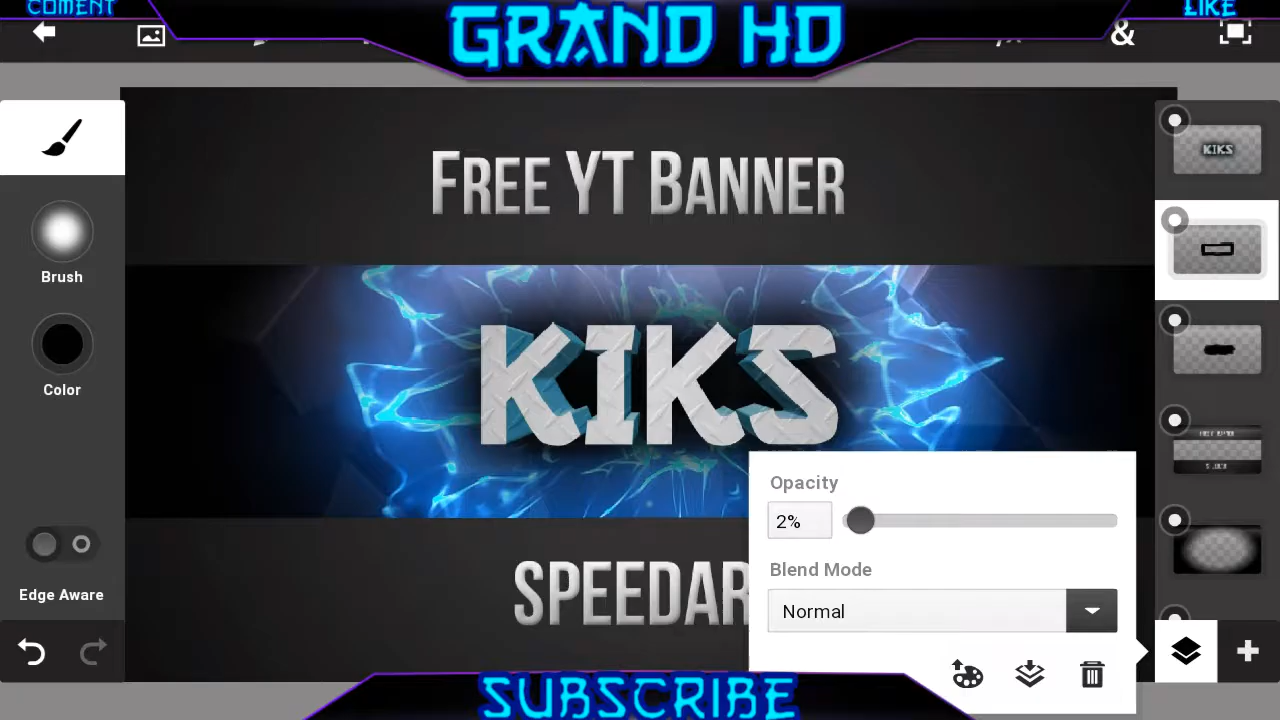 COMENT
GRAND HD
LIKE
&
FREE YT BANNER
KIKS
KIKS
Brush
Color
Opacity
2%
Blend Mode
Normal
SPEEDAR
Edge Aware
SUBSCRIBE